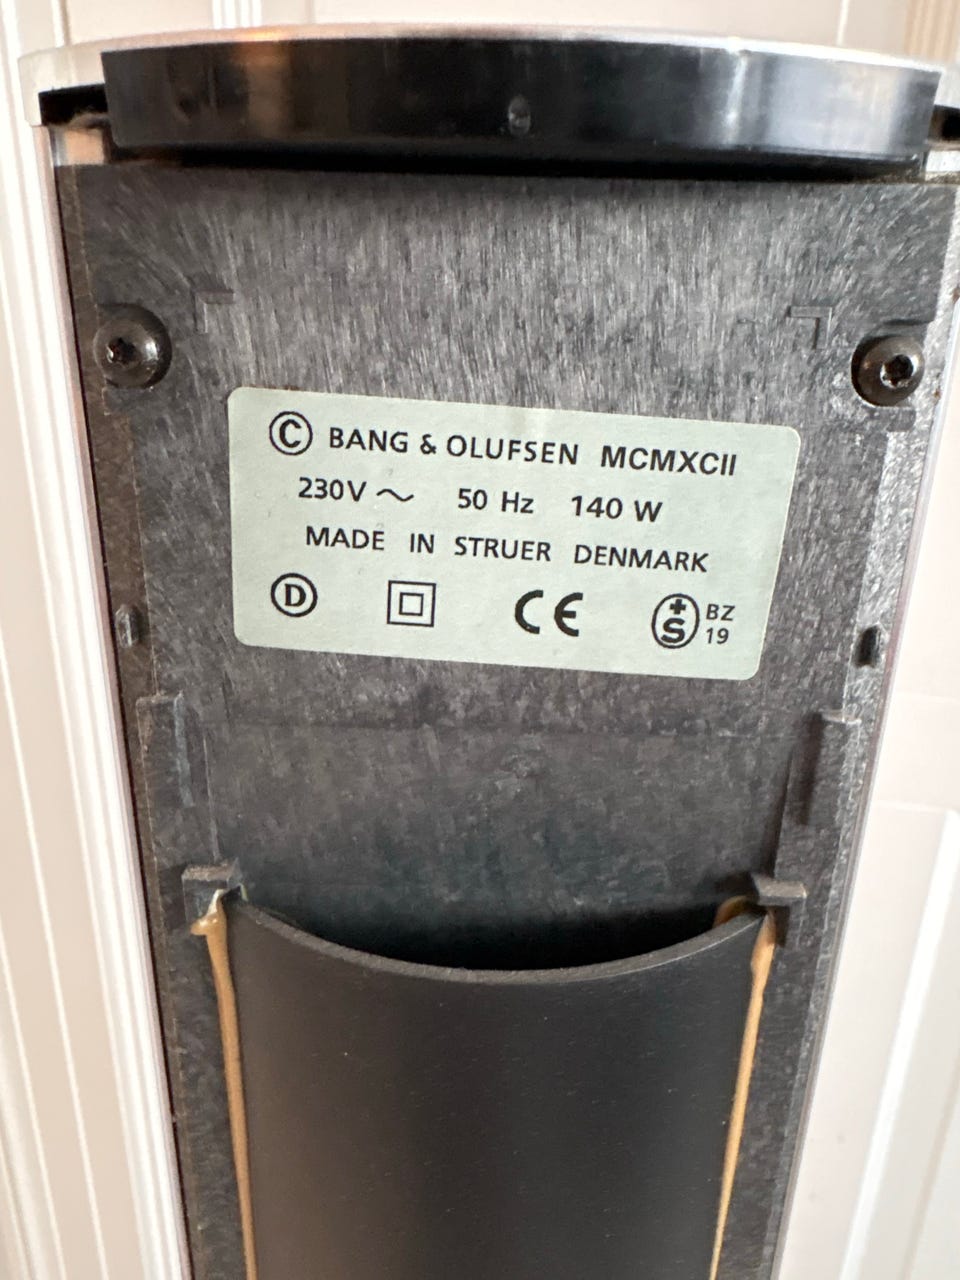 © BANG & OLUFSEN MCMXCII
230V ~ 50 Hz 140 W
MADE IN STRUER DENMARK
D CE +S BZ 19